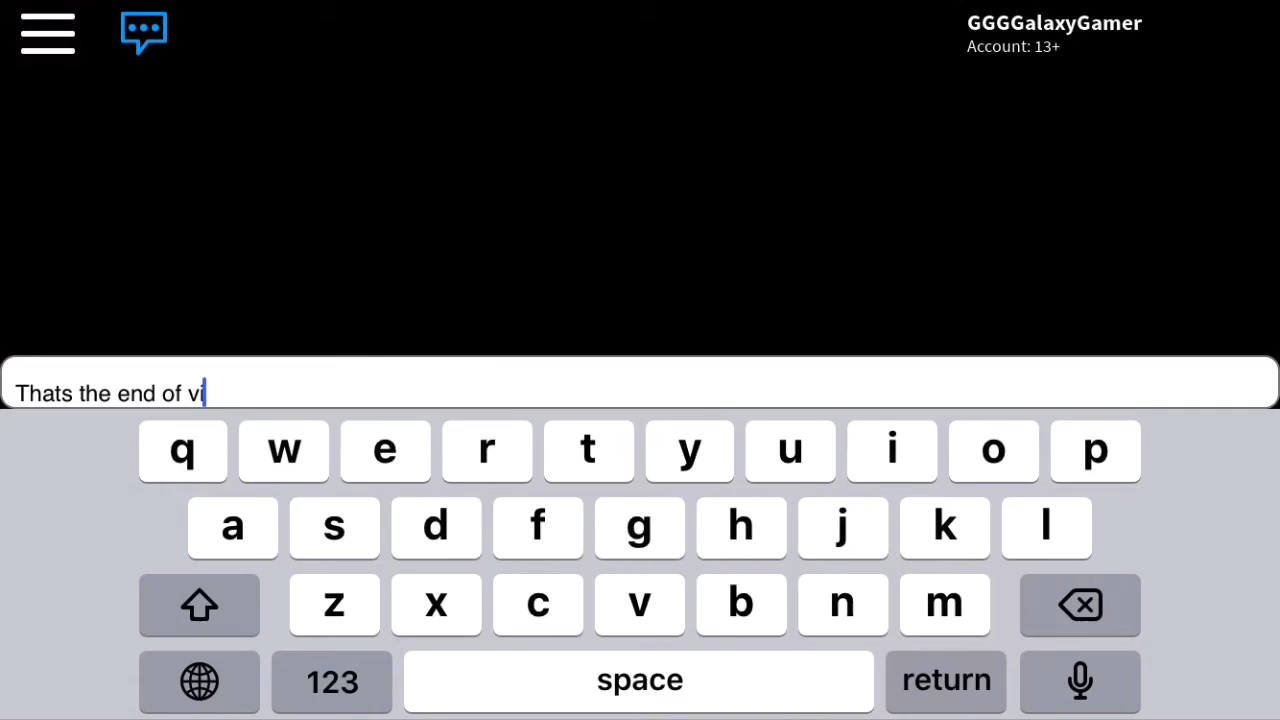 GGGGalaxyGamer
Account: 13+
Thats the end of vi
q w e r t y u i o p
a s d f g h j k l
z x c v b n m
123 space return